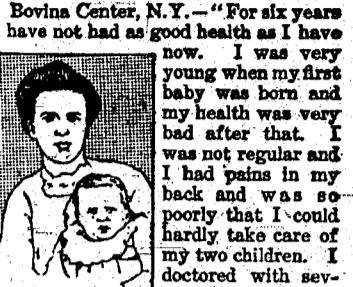 Bovina Center, N.Y.—"For six years
have not had as good health as I have
now. I was very
young when my first
baby was born and
my health was very
bad after that. I
was not regular and
I had pains in my
back and was so
poorly that I could
hardly take care of
my two children. I
doctored with sev-